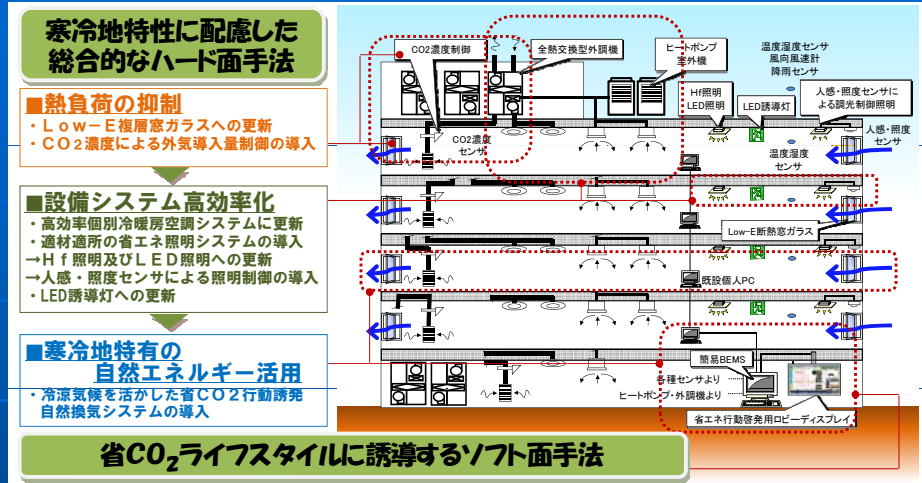 寒冷地特性に配慮した
総合的なハード面手法
■熱負荷の抑制
・Low-E複層窓ガラスへの更新
・CO2濃度による外気導入量制御の導入
■設備システム高効率化
・高効率個別冷暖房空調システムに更新
・適材適所の省エネ照明システムの導入
→Hf照明及びLED照明への更新
→人感・照度センサによる照明制御の導入
・LED誘導灯への更新
■寒冷地特有の
自然エネルギー活用
・冷涼気候を活かした省CO2行動誘発
自然換気システムの導入
CO2濃度制御
全熱交換型外調機
ヒートポンプ
室外機
温度湿度センサ
風向風速計
降雨センサ
Hf照明
LED照明
LED誘導灯
人感・照度センサに
よる調光制御照明
CO2濃度
センサ
温度湿度
センサ
人感・照度
センサ
Low-E断熱窓ガラス
既設個人PC
簡易BEMS
各種センサより
ヒートポンプ・外調機より
省エネ行動啓発用ロビーディスプレイ
省CO2ライフスタイルに誘導するソフト面手法